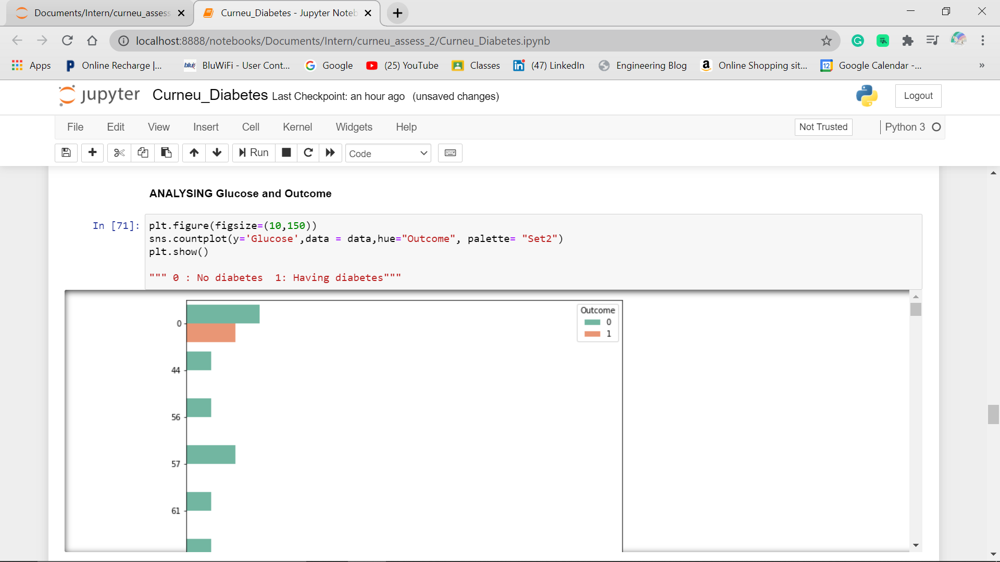 Documents/Intern/curneu_assess
Curneu_Diabetes - Jupyter Noteb
localhost:8888/notebooks/Documents/Intern/curneu_assess_2/Curneu_Diabetes.ipynb
Apps Online Recharge |... BluWiFi - User Cont... Google (25) YouTube Classes (47) LinkedIn Engineering Blog Online Shopping sit... Google Calendar -... »
jupyter Curneu_Diabetes Last Checkpoint: an hour ago (unsaved changes) Logout
File Edit View Insert Cell Kernel Widgets Help Not Trusted Python 3
Run Code
ANALYSING Glucose and Outcome
In [71]: plt.figure(figsize=(10,150))
sns.countplot(y='Glucose',data = data,hue="Outcome", palette= "Set2")
plt.show()
""" 0 : No diabetes  1: Having diabetes"""
Outcome
0
1
0
44
56
57
61